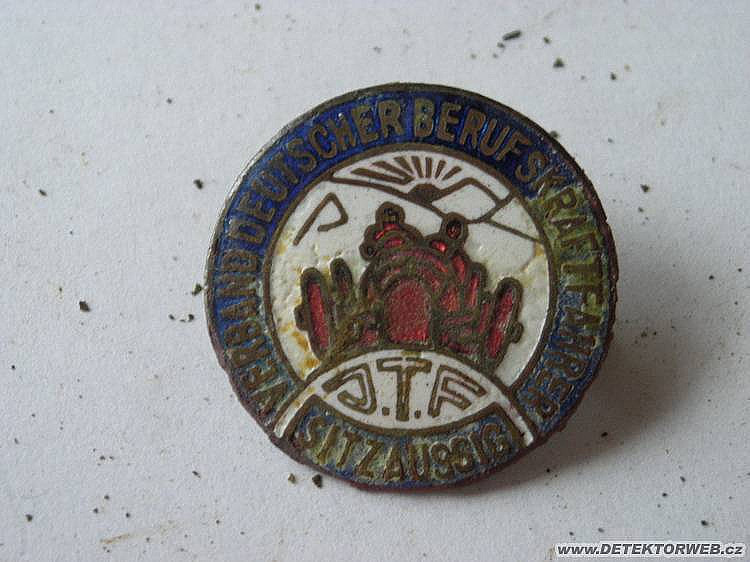 VERBAND DEUTSCHER BERUFSKRAFTFAHRER
J.T.F
SITZ AUSSIG
www.DETEKTORWEB.cz